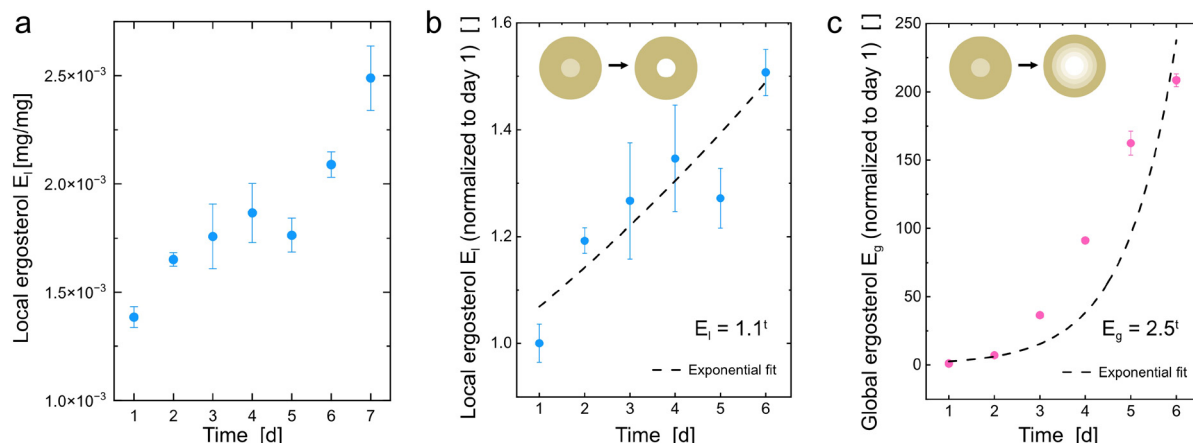 a
Local ergosterol Eₗ [mg/mg]
2.5×10⁻³
2.0×10⁻³
1.5×10⁻³
1.0×10⁻³
1 2 3 4 5 6 7
Time [d]
b
Local ergosterol Eₗ (normalized to day 1) [ ]
1.6
1.4
1.2
1.0
Eₗ = 1.1ᵗ
Exponential fit
1 2 3 4 5 6
Time [d]
c
Global ergosterol E_g (normalized to day 1) [ ]
250
200
150
100
50
0
E_g = 2.5ᵗ
Exponential fit
1 2 3 4 5 6
Time [d]